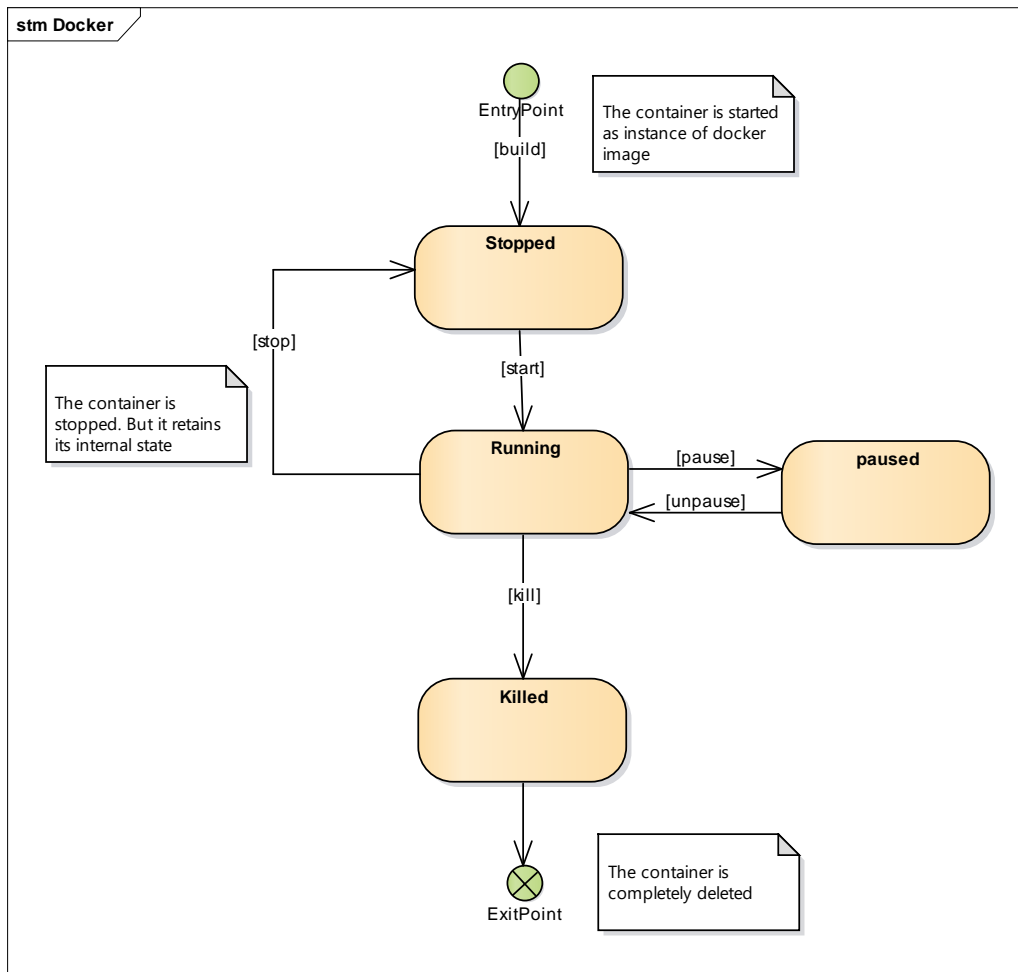 stm Docker
EntryPoint
The container is started
as instance of docker
image
[build]
Stopped
[stop]
[start]
The container is
stopped. But it retains
its internal state
Running
[pause]
paused
[unpause]
[kill]
Killed
The container is
completely deleted
ExitPoint